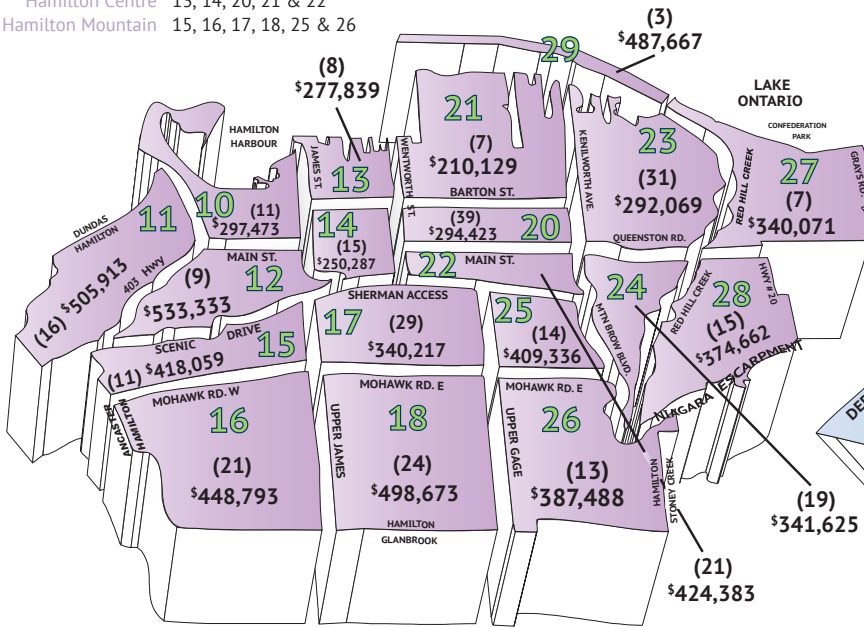 Hamilton Centre 13, 14, 20, 21 & 22
Hamilton Mountain 15, 16, 17, 18, 25 & 26
(3)
$487,667
29
(8)
$277,839
LAKE
ONTARIO
CONFEDERATION
PARK
HAMILTON
HARBOUR
21
(7)
$210,129
BARTON ST.
JAMES ST.
13
WENTWORTH ST.
KENILWORTH AVE.
23
(31)
$292,069
QUEENSTON RD.
RED HILL CREEK
27
(7)
$340,071
DUNDAS
HAMILTON
11
(16) $505,913
403 Hwy
10
(11)
$297,473
14
(15)
$250,287
(39)
$294,423
20
MAIN ST.
(9)
12
$533,333
22
MAIN ST.
SHERMAN ACCESS
17
(29)
$340,217
25
(14)
$409,336
24
MTN BROW BLVD.
RED HILL CREEK
HWY # 20
28
(15)
$374,662
NIAGARA ESCARPMENT
SCENIC DRIVE
15
(11) $418,059
ANCASTER
HAMILTON
MOHAWK RD. W
16
(21)
$448,793
MOHAWK RD. E
UPPER JAMES
18
(24)
$498,673
HAMILTON
GLANBROOK
MOHAWK RD. E
UPPER GAGE
26
(13)
$387,488
HAMILTON
STONEY CREEK
(19)
$341,625
(21)
$424,383